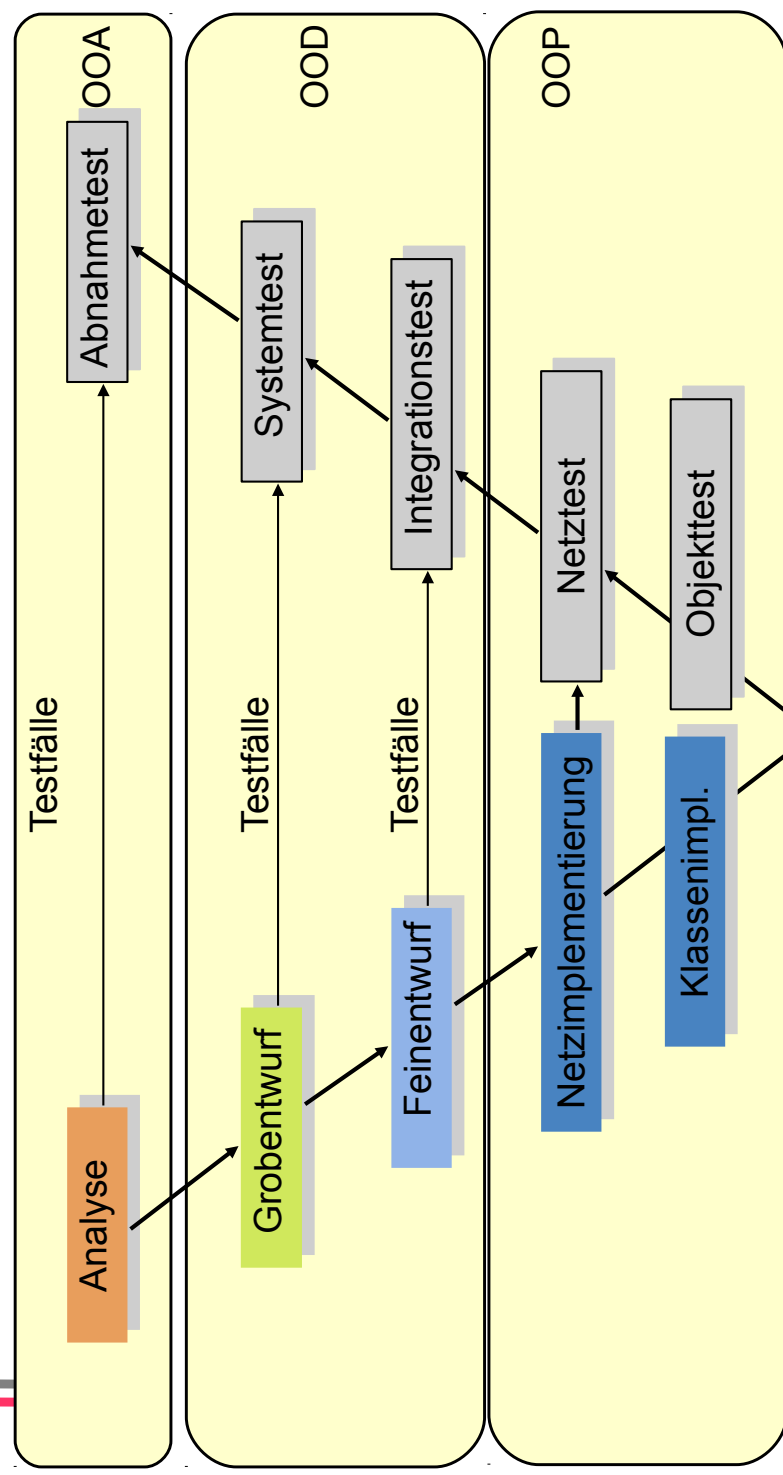 Testfälle
OOA
Analyse
Abnahmetest
OOD
Testfälle
Grobentwurf
Systemtest
Testfälle
Feinentwurf
Integrationstest
OOP
Netzimplementierung
Netztest
Klassenimpl.
Objekttest